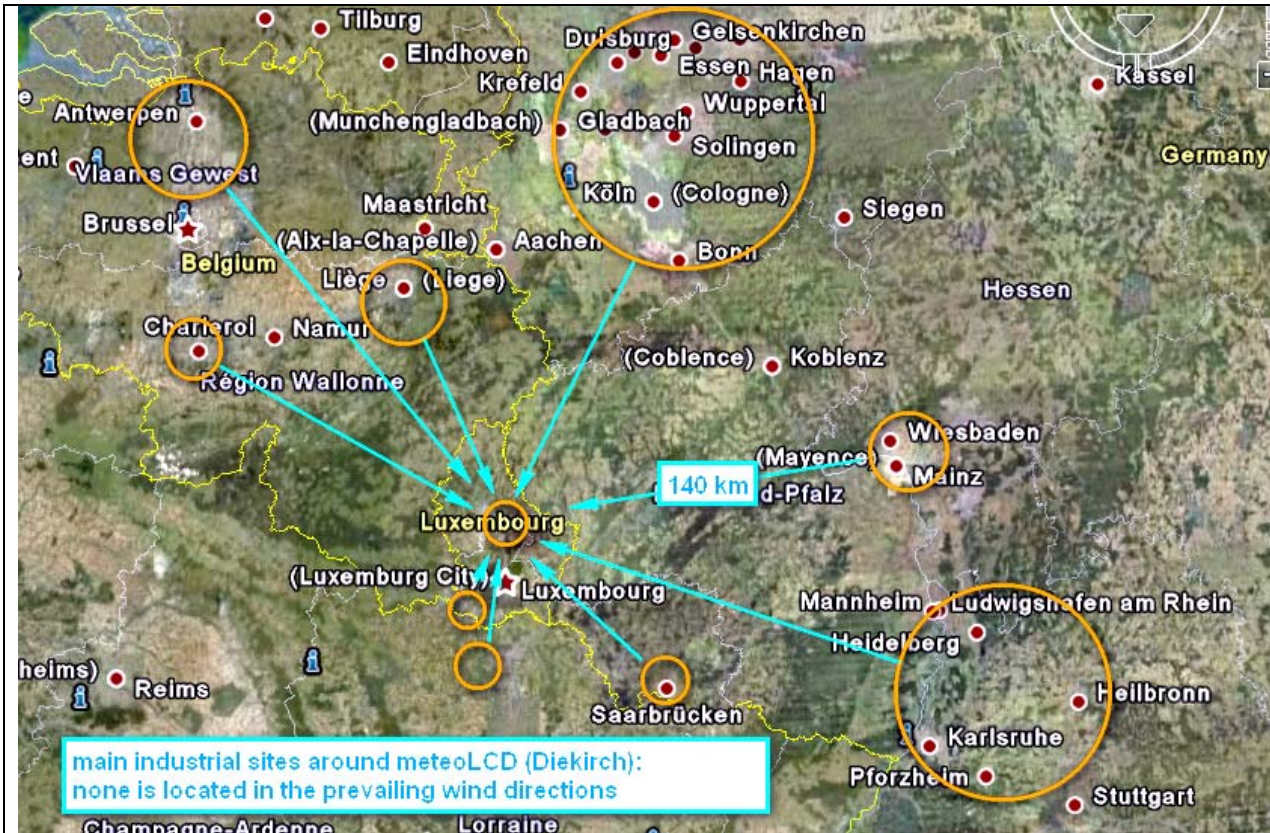 Tilburg
Eindhoven
Duisburg
Gelsenkirchen
Essen
Hagen
Kassel
Krefeld
Wuppertal
Antwerpen
(Munchengladbach)
Gladbach
Solingen
Germany
Vlaams Gewest
Köln (Cologne)
Maastricht
Siegen
Brussel
(Aix-la-Chapelle)
Aachen
Bonn
Belgium
Liège (Liege)
Hessen
Charleroi
Namur
(Coblence) Koblenz
Région Wallonne
Wiesbaden
(Mayence)
Mainz
140 km
d-Pfalz
Luxembourg
(Luxemburg City)
Luxembourg
Mannheim
Ludwigshafen am Rhein
Heidelberg
heims)
Reims
Heilbronn
Saarbrücken
Karlsruhe
main industrial sites around meteoLCD (Diekirch):
none is located in the prevailing wind directions
Pforzheim
Stuttgart
Champagne-Ardenne
Lorraine